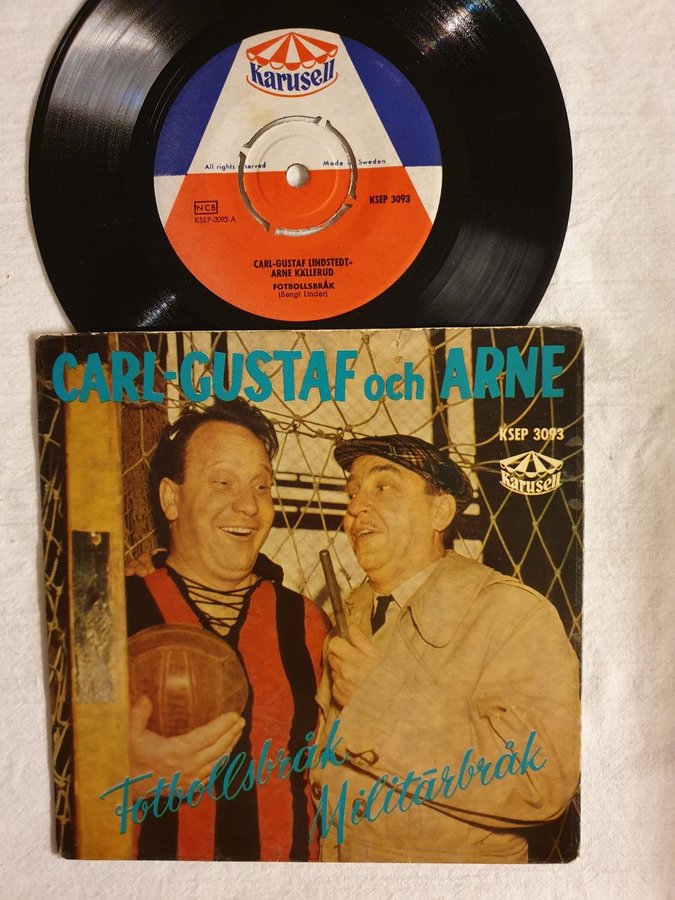 Karusell
All rights reserved
Made in Sweden
NCB
KSEP-3093-A
KSEP 3093
CARL-GUSTAF LINDSTEDT-
ARNE KÄLLERUD
FOTBOLLSBRÅK
(Bengt Linder)
CARL-GUSTAF och ARNE
KSEP 3093
Karusell
Fotbollsbråk
Militärbråk